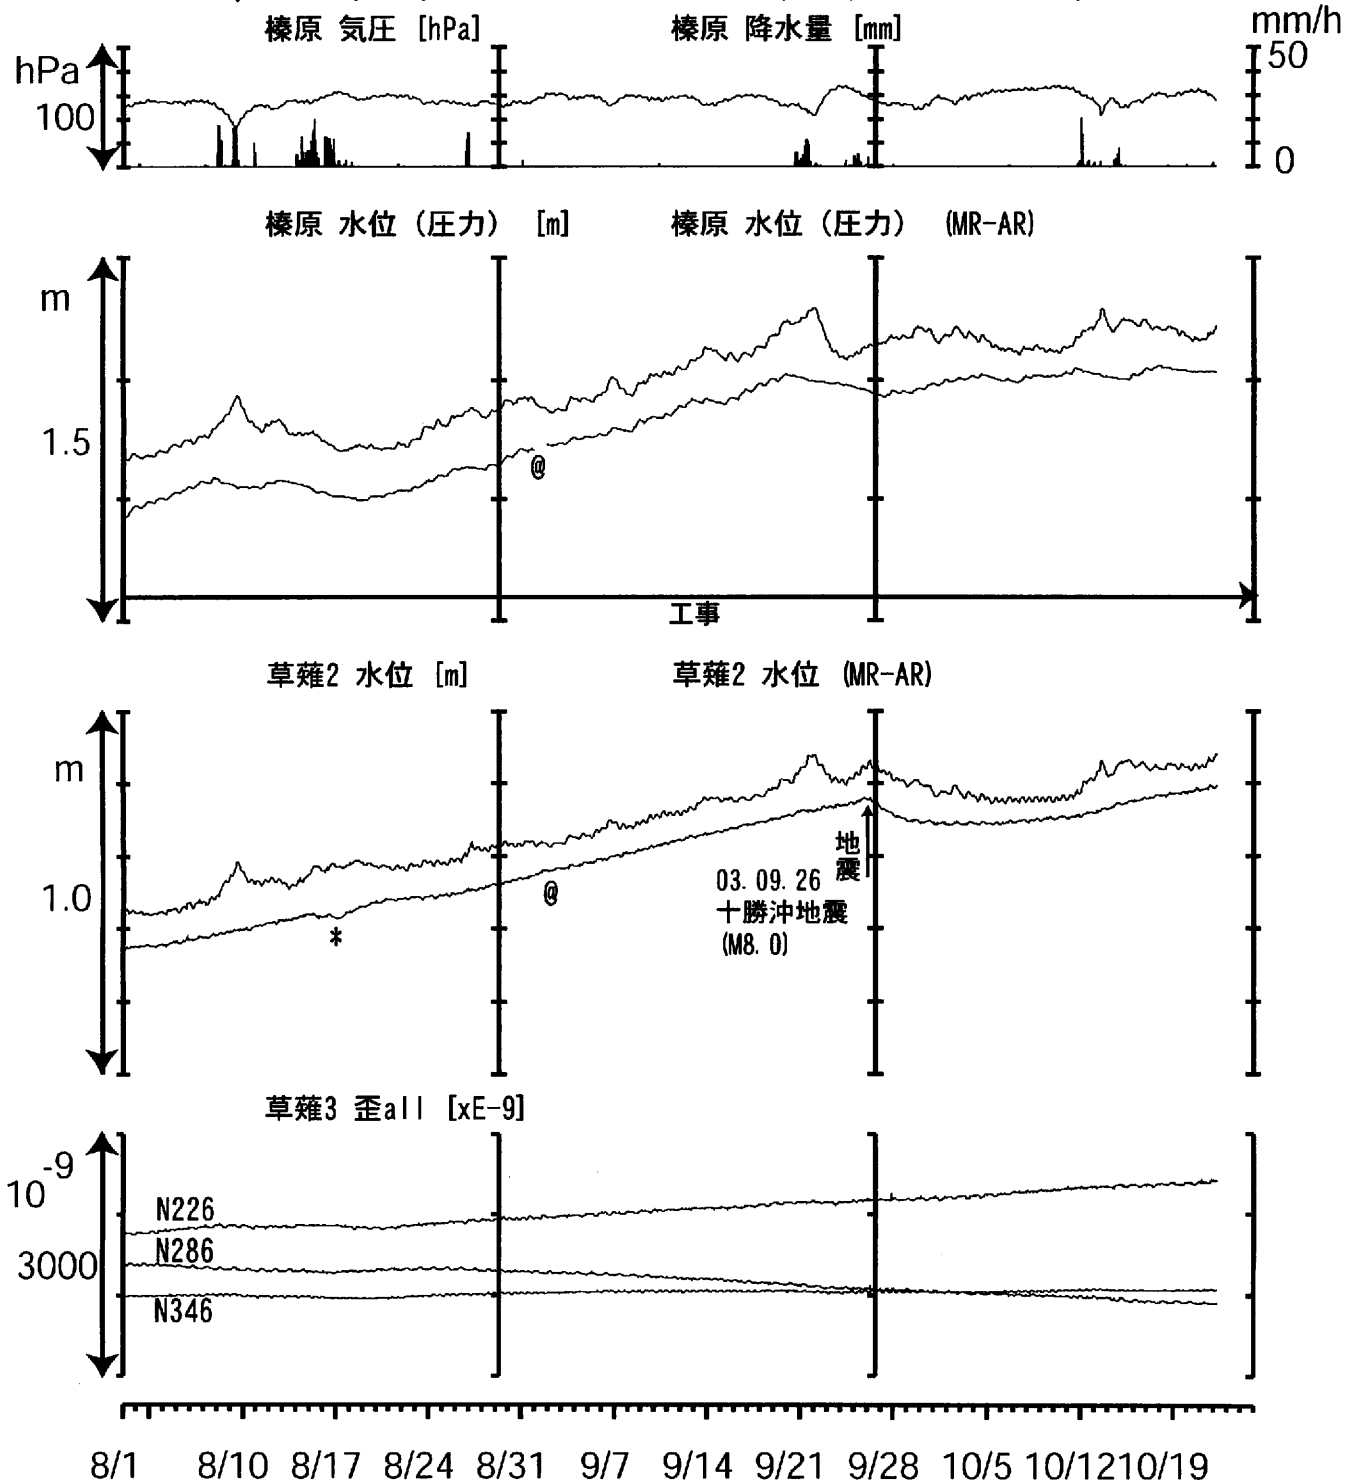 榛原 気圧 [hPa] 榛原 降水量 [mm]
mm/h
hPa
50
100
0
榛原 水位（圧力） [m] 榛原 水位（圧力） (MR-AR)
m
1.5
@
工事
草薙2 水位 [m] 草薙2 水位 (MR-AR)
m
1.0
地震
@
*
03.09.26
十勝沖地震
(M8.0)
草薙3 歪all [xE-9]
10-9
N226
N286
3000
N346
8/1 8/10 8/17 8/24 8/31 9/7 9/14 9/21 9/28 10/5 10/12 10/19